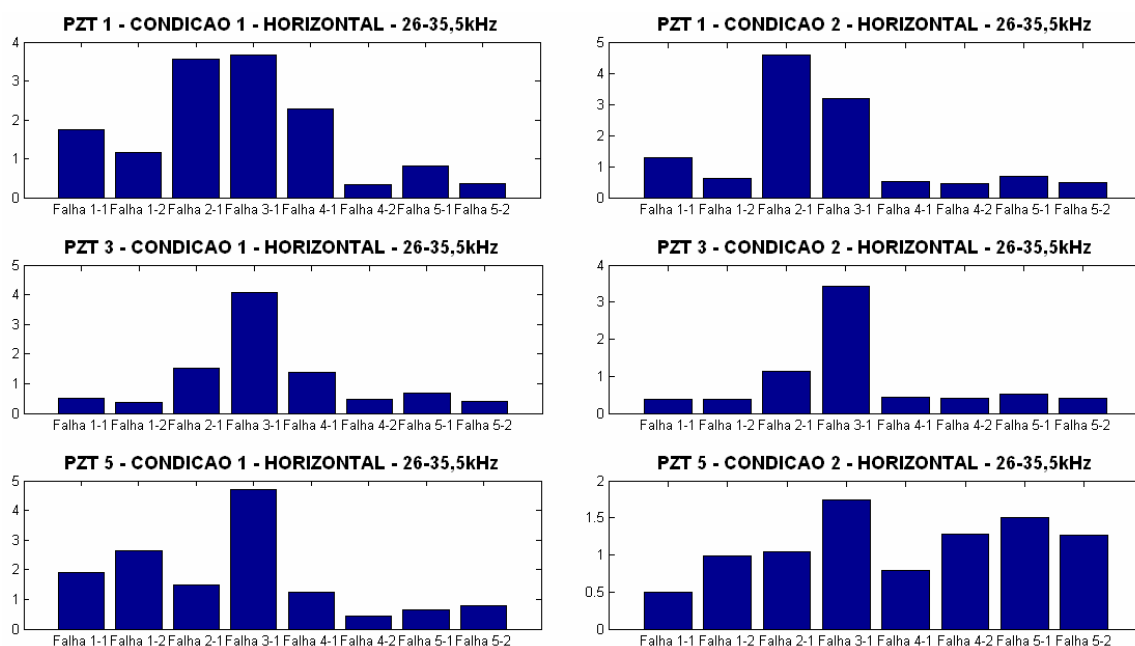 PZT 1 - CONDICAO 1 - HORIZONTAL - 26-35,5kHz
4
3
2
1
0
Falha 1-1 Falha 1-2 Falha 2-1 Falha 3-1 Falha 4-1 Falha 4-2 Falha 5-1 Falha 5-2
PZT 1 - CONDICAO 2 - HORIZONTAL - 26-35,5kHz
5
4
3
2
1
0
Falha 1-1 Falha 1-2 Falha 2-1 Falha 3-1 Falha 4-1 Falha 4-2 Falha 5-1 Falha 5-2
PZT 3 - CONDICAO 1 - HORIZONTAL - 26-35,5kHz
5
4
3
2
1
0
Falha 1-1 Falha 1-2 Falha 2-1 Falha 3-1 Falha 4-1 Falha 4-2 Falha 5-1 Falha 5-2
PZT 3 - CONDICAO 2 - HORIZONTAL - 26-35,5kHz
4
3
2
1
0
Falha 1-1 Falha 1-2 Falha 2-1 Falha 3-1 Falha 4-1 Falha 4-2 Falha 5-1 Falha 5-2
PZT 5 - CONDICAO 1 - HORIZONTAL - 26-35,5kHz
5
4
3
2
1
0
Falha 1-1 Falha 1-2 Falha 2-1 Falha 3-1 Falha 4-1 Falha 4-2 Falha 5-1 Falha 5-2
PZT 5 - CONDICAO 2 - HORIZONTAL - 26-35,5kHz
2
1.5
1
0.5
0
Falha 1-1 Falha 1-2 Falha 2-1 Falha 3-1 Falha 4-1 Falha 4-2 Falha 5-1 Falha 5-2